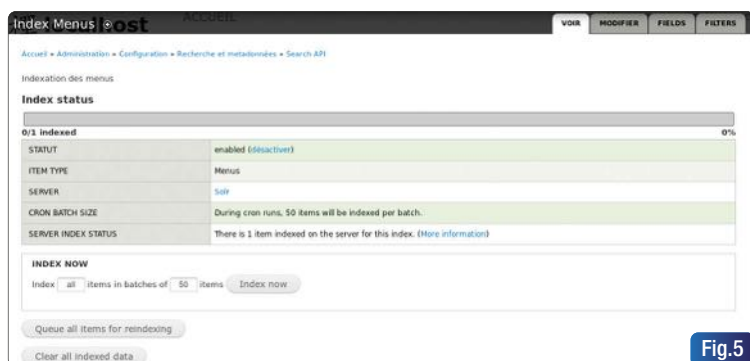 Index Menus
ACCUEIL
localhost
VOIR MODIFIER FIELDS FILTERS
Accueil » Administration » Configuration » Recherche et metadonnées » Search API
Indexation des menus
Index status
0/1 indexed 0%
STATUT enabled (désactiver)
ITEM TYPE Menus
SERVER Solr
CRON BATCH SIZE During cron runs, 50 items will be indexed per batch.
SERVER INDEX STATUS There is 1 item indexed on the server for this index. (More information)
INDEX NOW
Index all items in batches of 50 items Index now
Queue all items for reindexing
Clear all indexed data
Fig.5